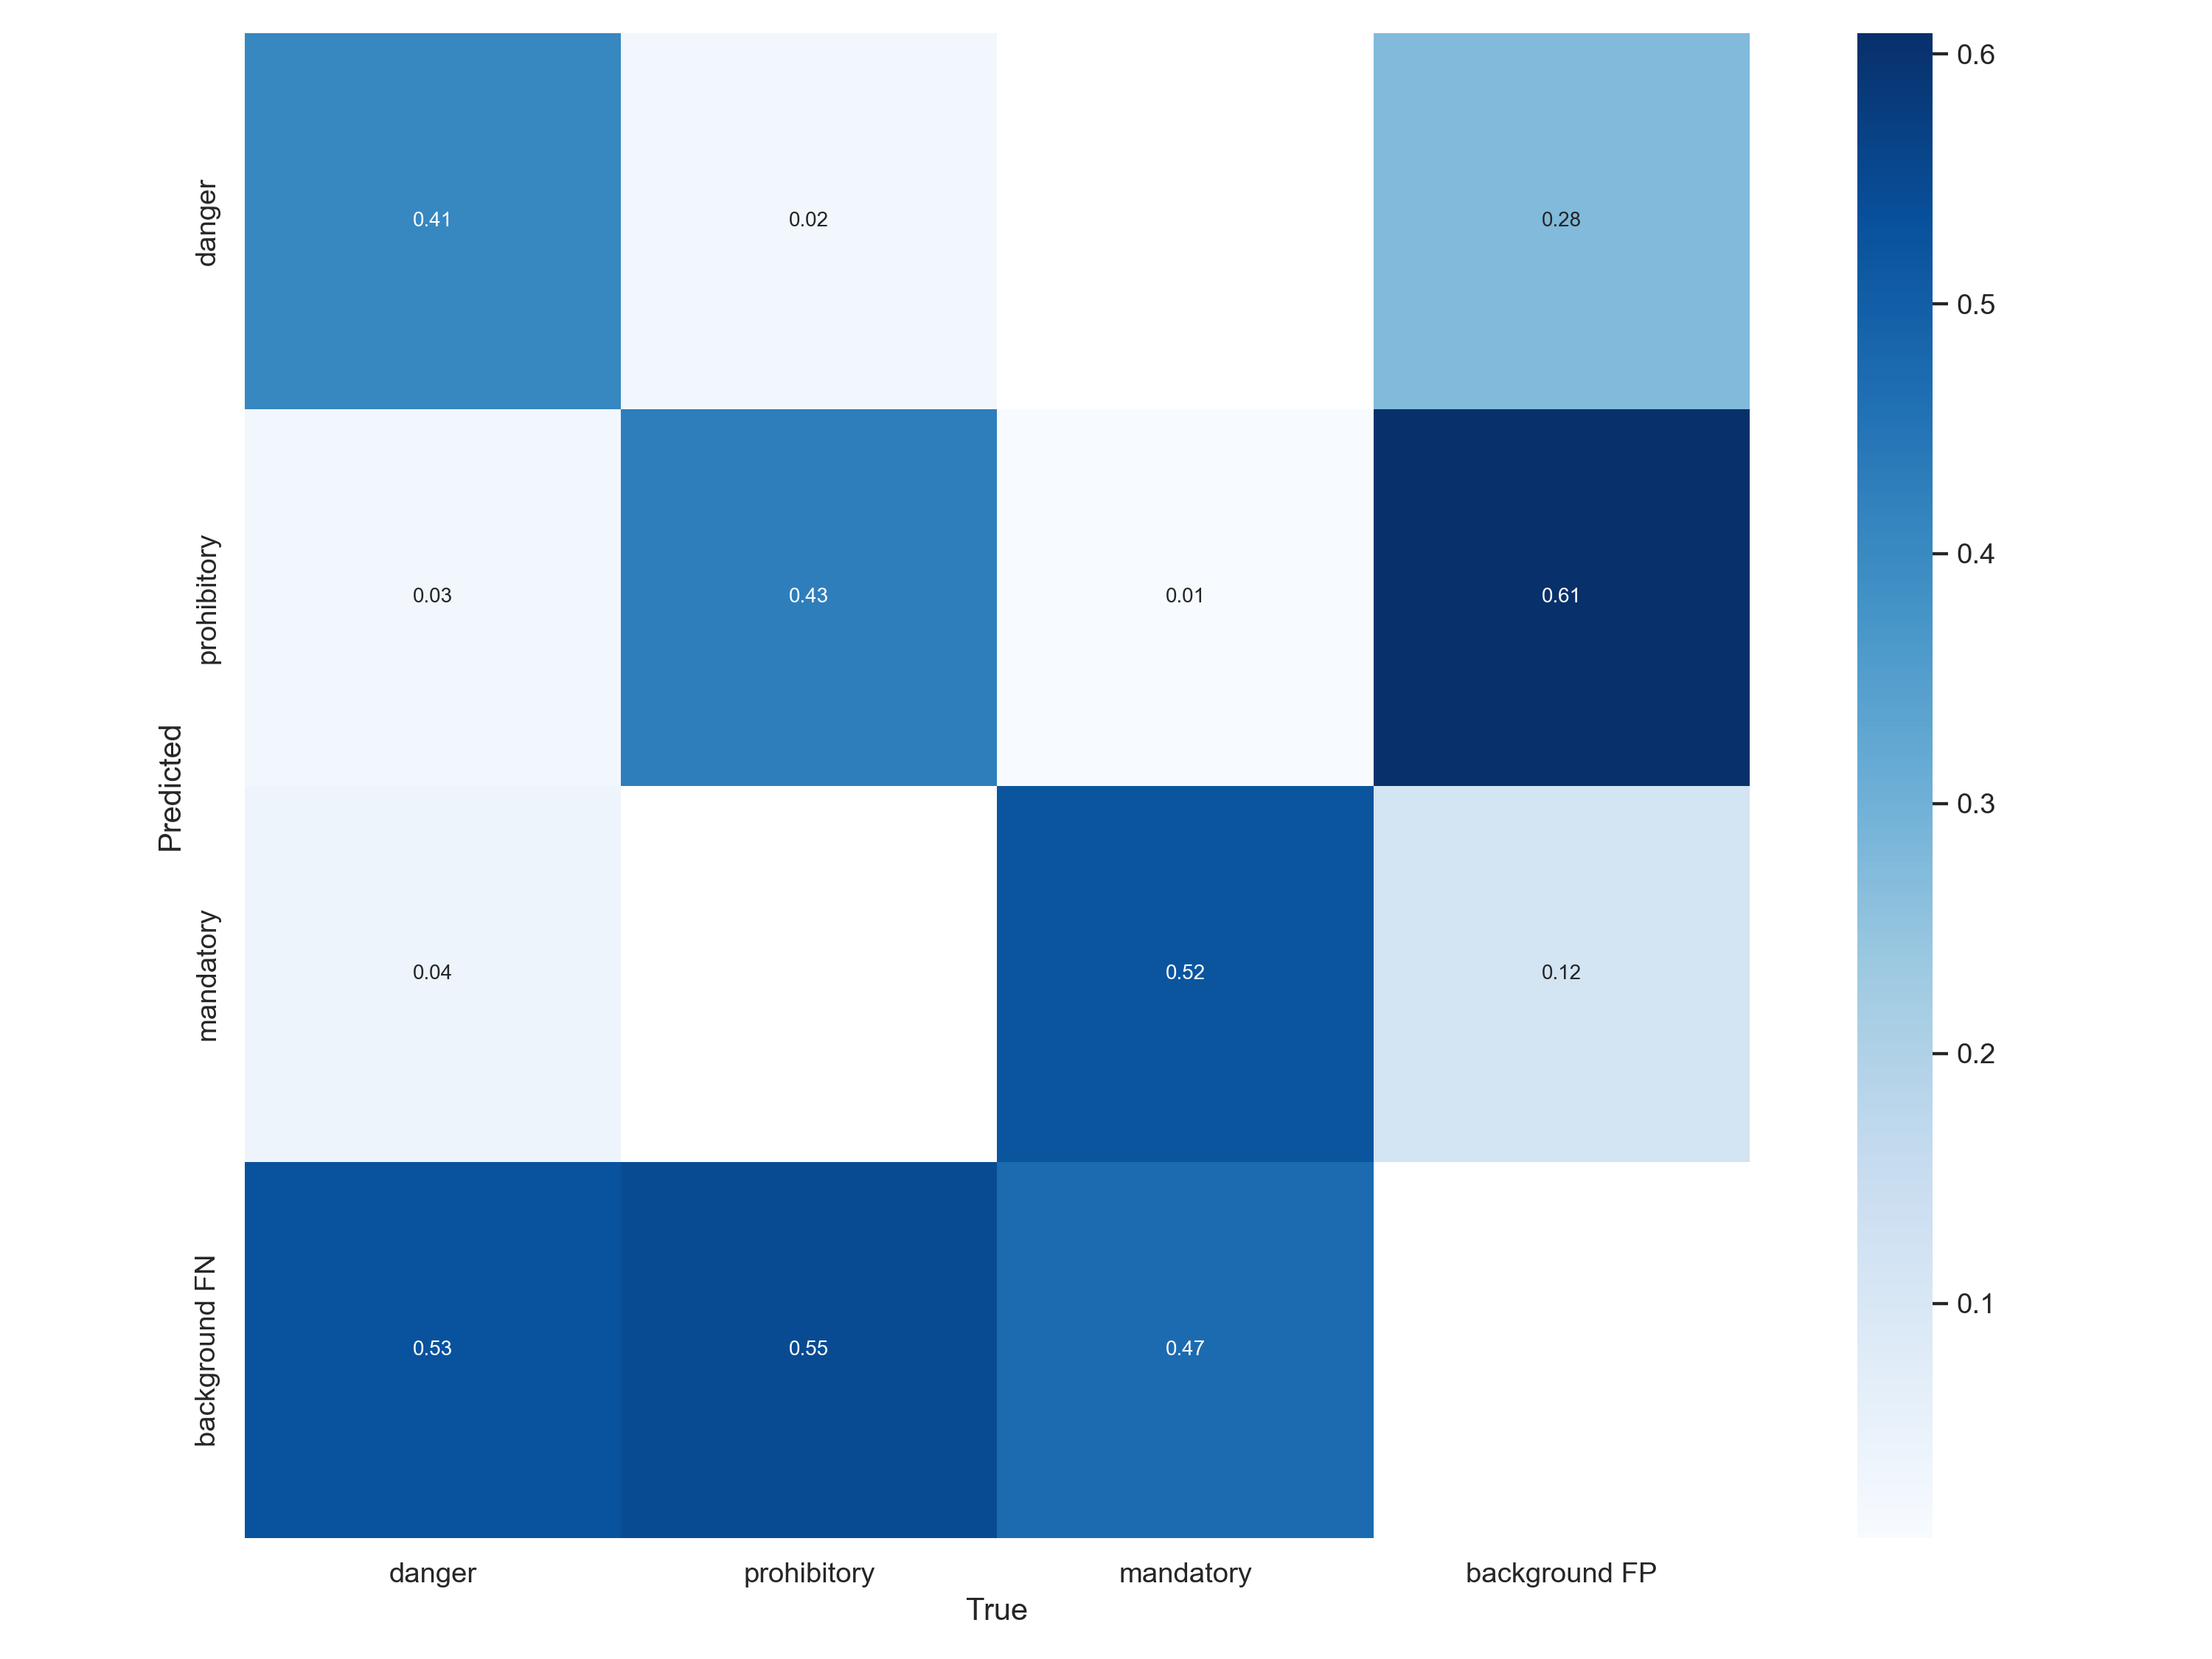 0.6
danger
0.41
0.02
0.28
0.5
0.4
prohibitory
0.03
0.43
0.01
0.61
Predicted
0.3
mandatory
0.04
0.52
0.12
0.2
0.1
background FN
0.53
0.55
0.47
danger
prohibitory
mandatory
background FP
True